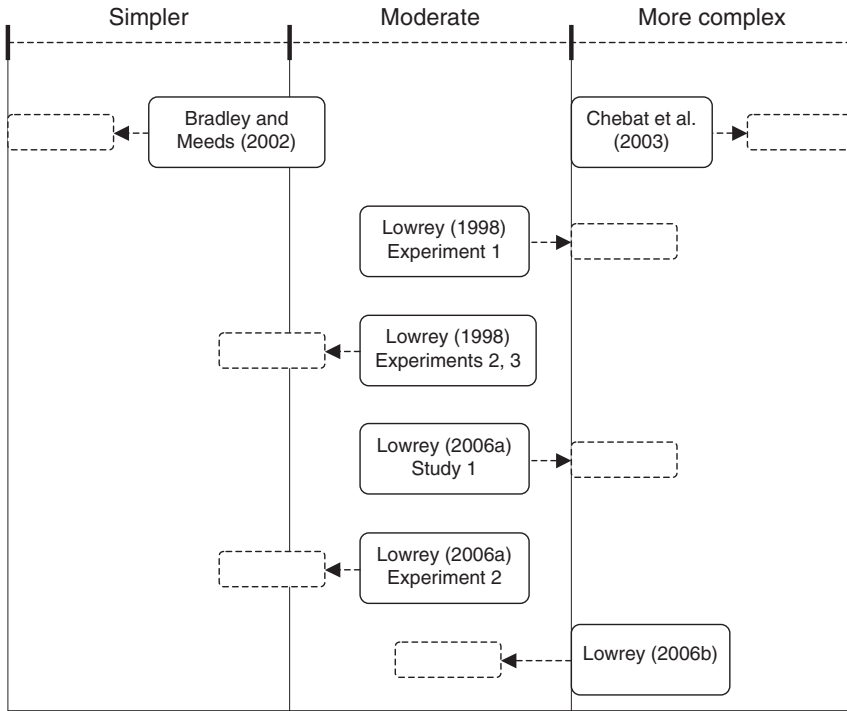 Simpler
Moderate
More complex
Bradley and
Meeds (2002)
Chebat et al.
(2003)
Lowrey (1998)
Experiment 1
Lowrey (1998)
Experiments 2, 3
Lowrey (2006a)
Study 1
Lowrey (2006a)
Experiment 2
Lowrey (2006b)